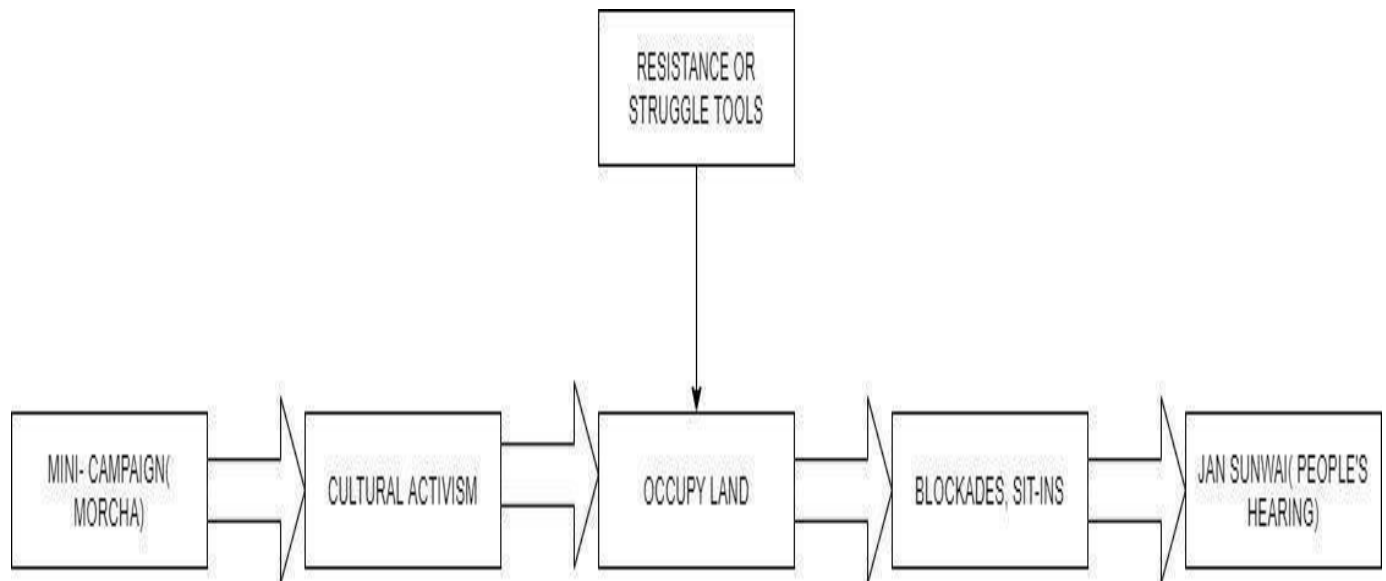 RESISTANCE OR
STRUGGLE TOOLS
MINI- CAMPAIGN(
MORCHA)
CULTURAL ACTIVISM
OCCUPY LAND
BLOCKADES, SIT-INS
JAN SUNWAI( PEOPLE'S
HEARING)